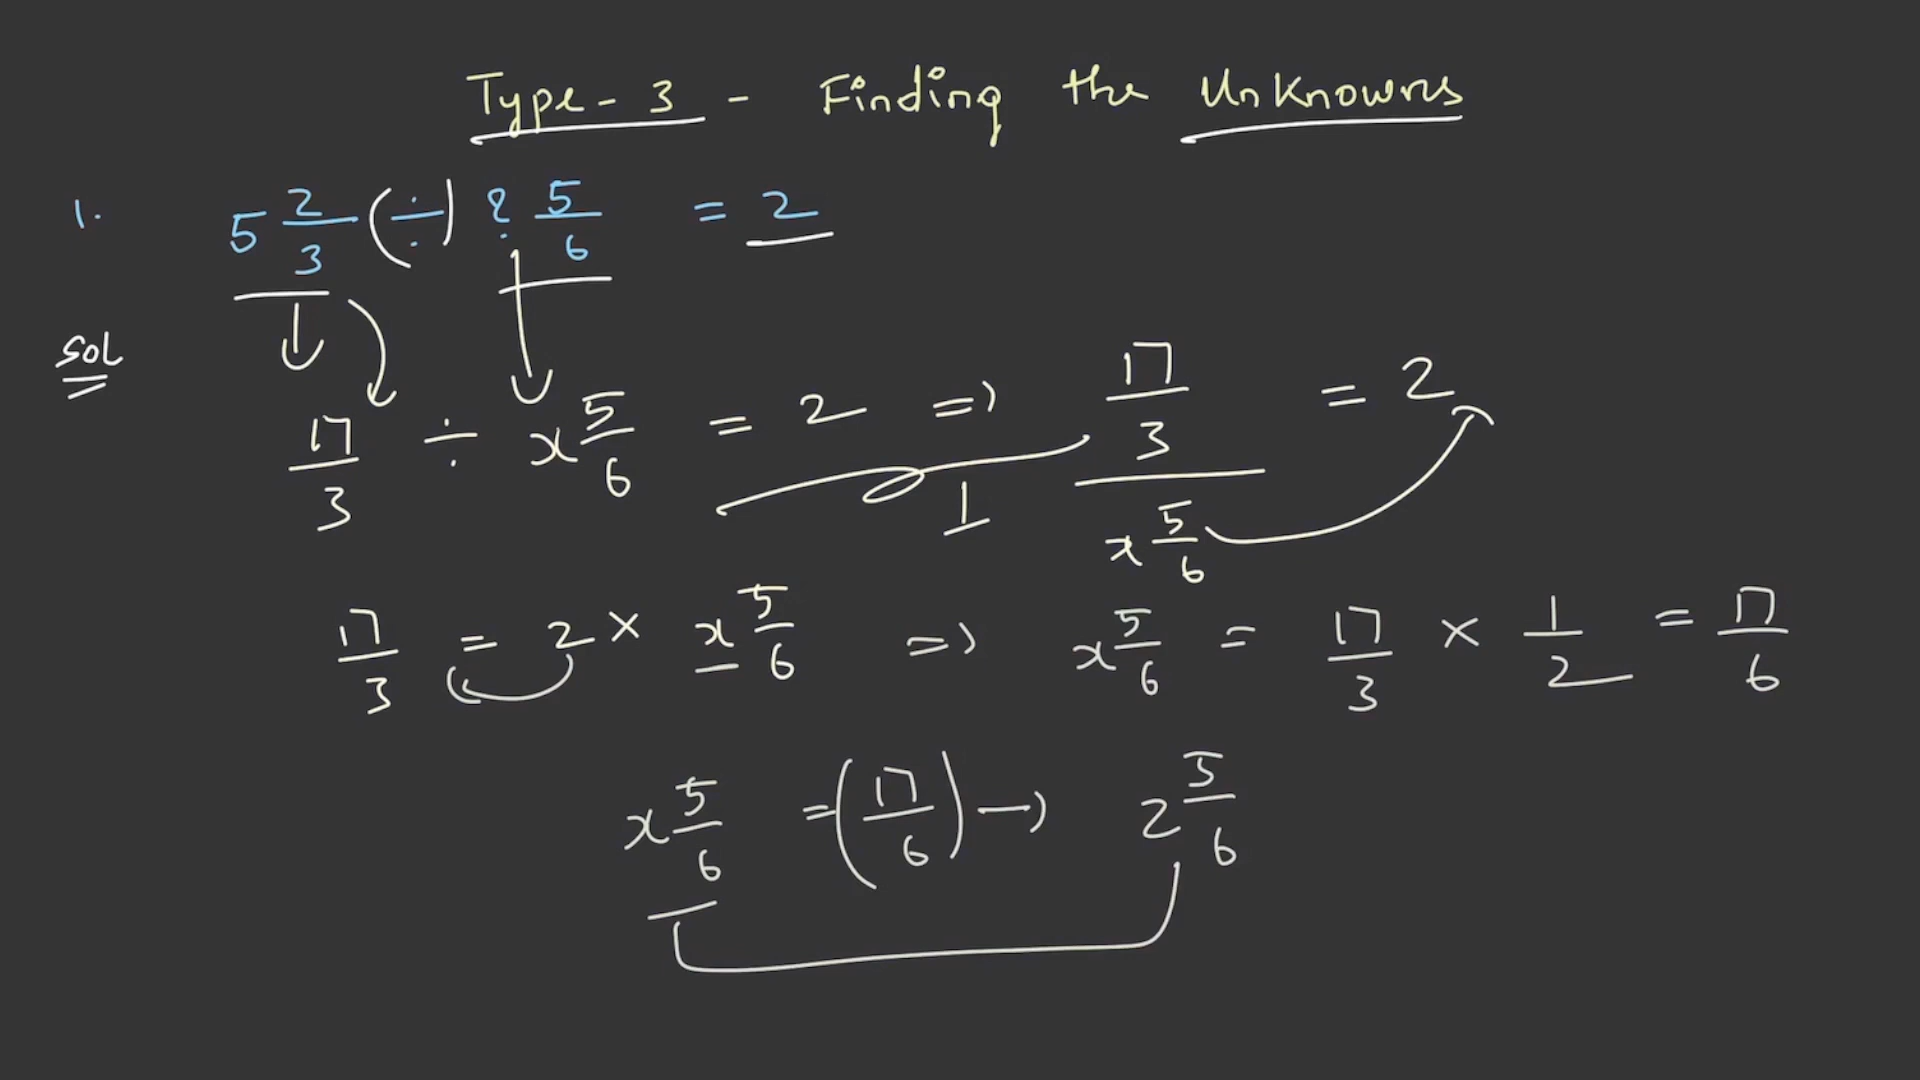 Type - 3 - Finding the Unknowns
1. 5 2/3 (÷) ? 5/6 = 2
Sol
17/3 ÷ x 5/6 = 2 => 17/3 / x 5/6 = 2
1
17/3 = 2 × x 5/6 => x 5/6 = 17/3 × 1/2 = 17/6
x 5/6 = (17/6) → 2 5/6